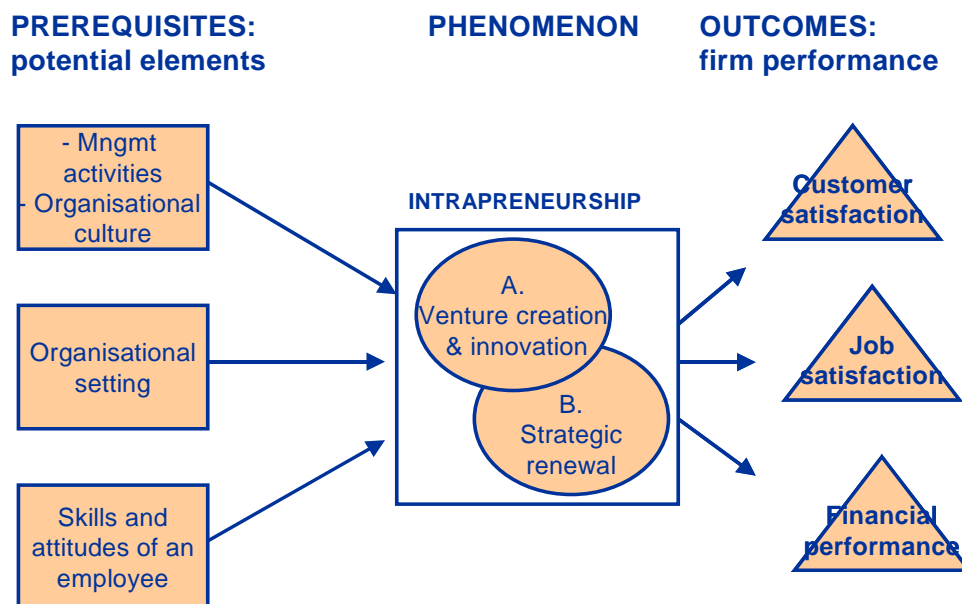 PREREQUISITES:
potential elements
PHENOMENON
OUTCOMES:
firm performance
- Mngmt
activities
- Organisational
culture
Organisational
setting
Skills and
attitudes of an
employee
INTRAPRENEURSHIP
A.
Venture creation
& innovation
B.
Strategic
renewal
Customer
satisfaction
Job
satisfaction
Financial
performance